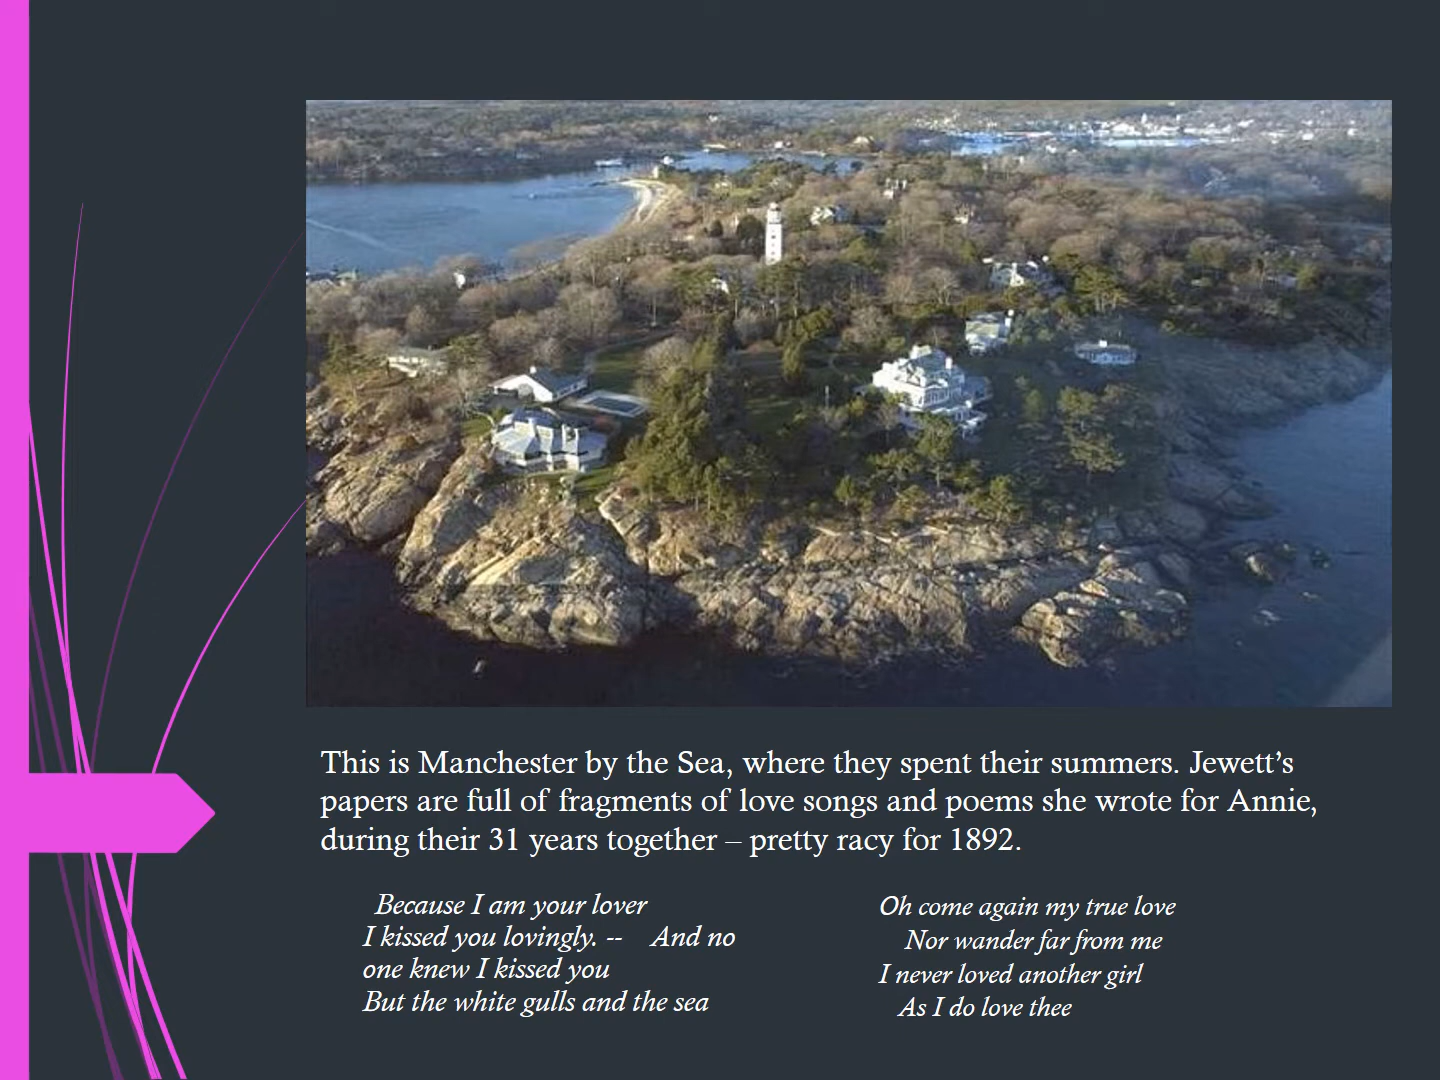 This is Manchester by the Sea, where they spent their summers. Jewett’s
papers are full of fragments of love songs and poems she wrote for Annie,
during their 31 years together – pretty racy for 1892.
Because I am your lover
I kissed you lovingly. -- And no
one knew I kissed you
But the white gulls and the sea
Oh come again my true love
Nor wander far from me
I never loved another girl
As I do love thee